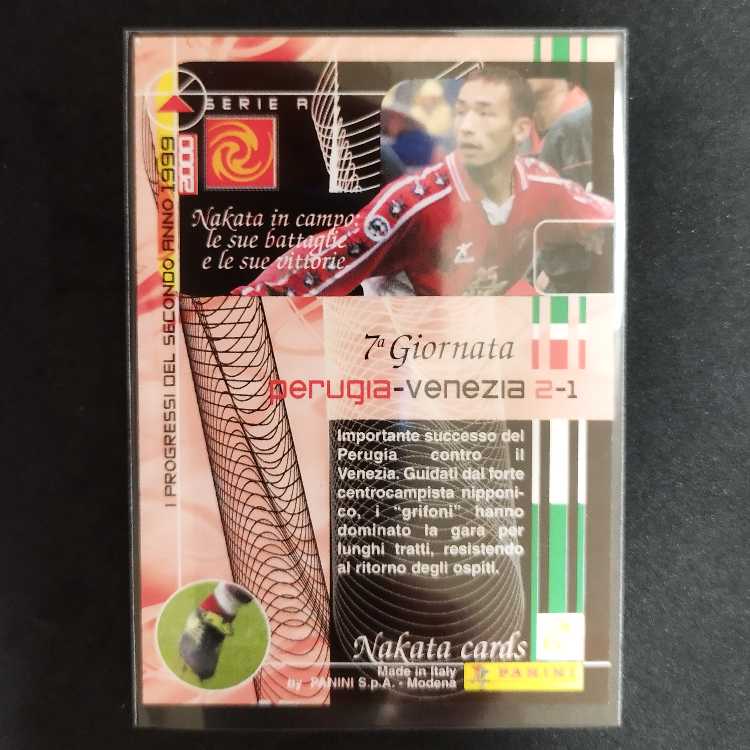 SERIE A
I PROGRESSI DEL SECONDO ANNO 1999
2000
Nakata in campo:
le sue battaglie
e le sue vittorie
7ª Giornata
PERUGIA-VENEZIA 2-1
Importante successo del
Perugia contro il
Venezia. Guidati dal forte
centrocampista nipponi-
co, i "grifoni" hanno
dominato la gara per
lunghi tratti, resistendo
al ritorno degli ospiti.
Nakata cards
Made in Italy
by PANINI S.p.A. - Modena
PANINI